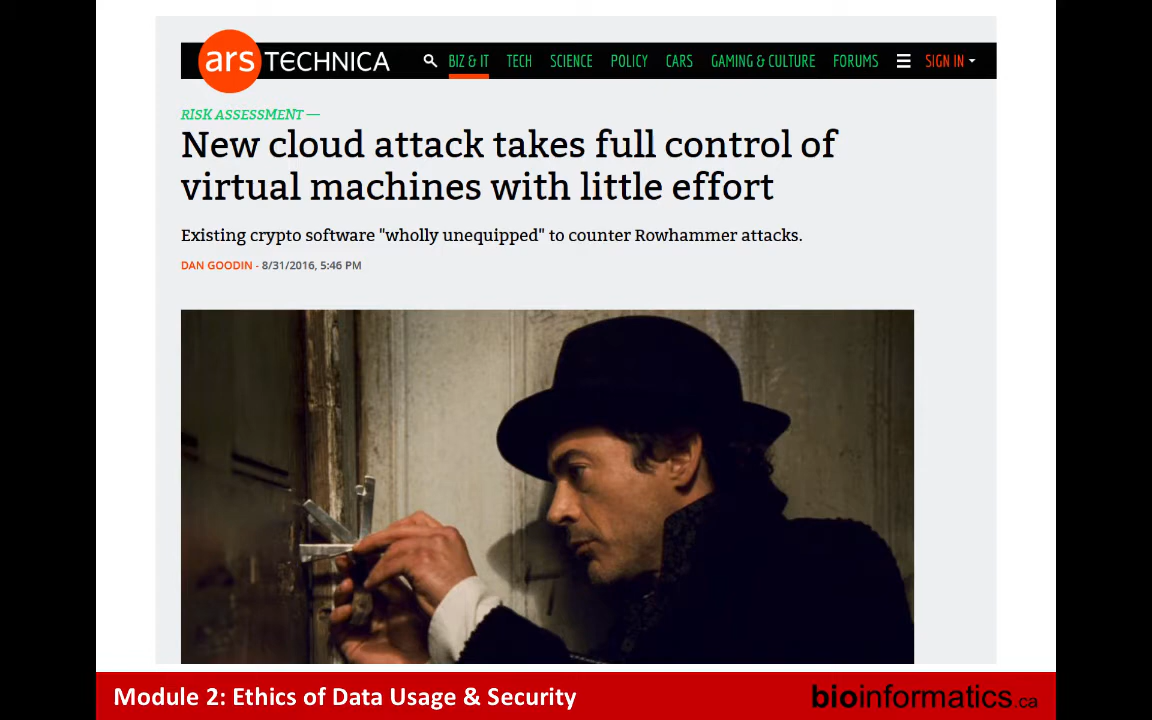 ars TECHNICA BIZ & IT TECH SCIENCE POLICY CARS GAMING & CULTURE FORUMS SIGN IN
RISK ASSESSMENT —
New cloud attack takes full control of
virtual machines with little effort
Existing crypto software "wholly unequipped" to counter Rowhammer attacks.
DAN GOODIN - 8/31/2016, 5:46 PM
Module 2: Ethics of Data Usage & Security bioinformatics.ca